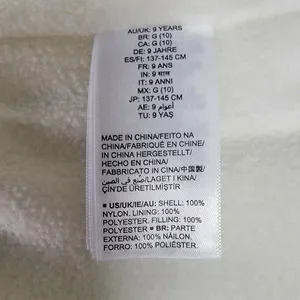 AU/UK: 9 YEARS
BR: G (10)
CA: G (10)
DE: 9 JAHRE
ES/FI: 137-145 CM
FR: 9 ANS
IN: 9 साल
IT: 9 ANNI
MX: G (10)
JP: 137-145 CM
AE: 9 أعوام
TU: 9 YAŞ
MADE IN CHINA/FEITO NA
CHINA/FABRIQUÉ EN CHINE/
IN CHINA HERGESTELLT/
HECHO EN CHINA/
FABBRICATO IN CINA/中国製/
صنع في الصين/LAGET I KINA/
ÇİN'DE ÜRETİLMİŞTİR
■ US/UK/IE/AU: SHELL: 100%
NYLON. LINING: 100%
POLYESTER. FILLING: 100%
POLYESTER ■ BR: PARTE
EXTERNA: 100% NÁILON.
FORRO: 100% POLIÉSTER.